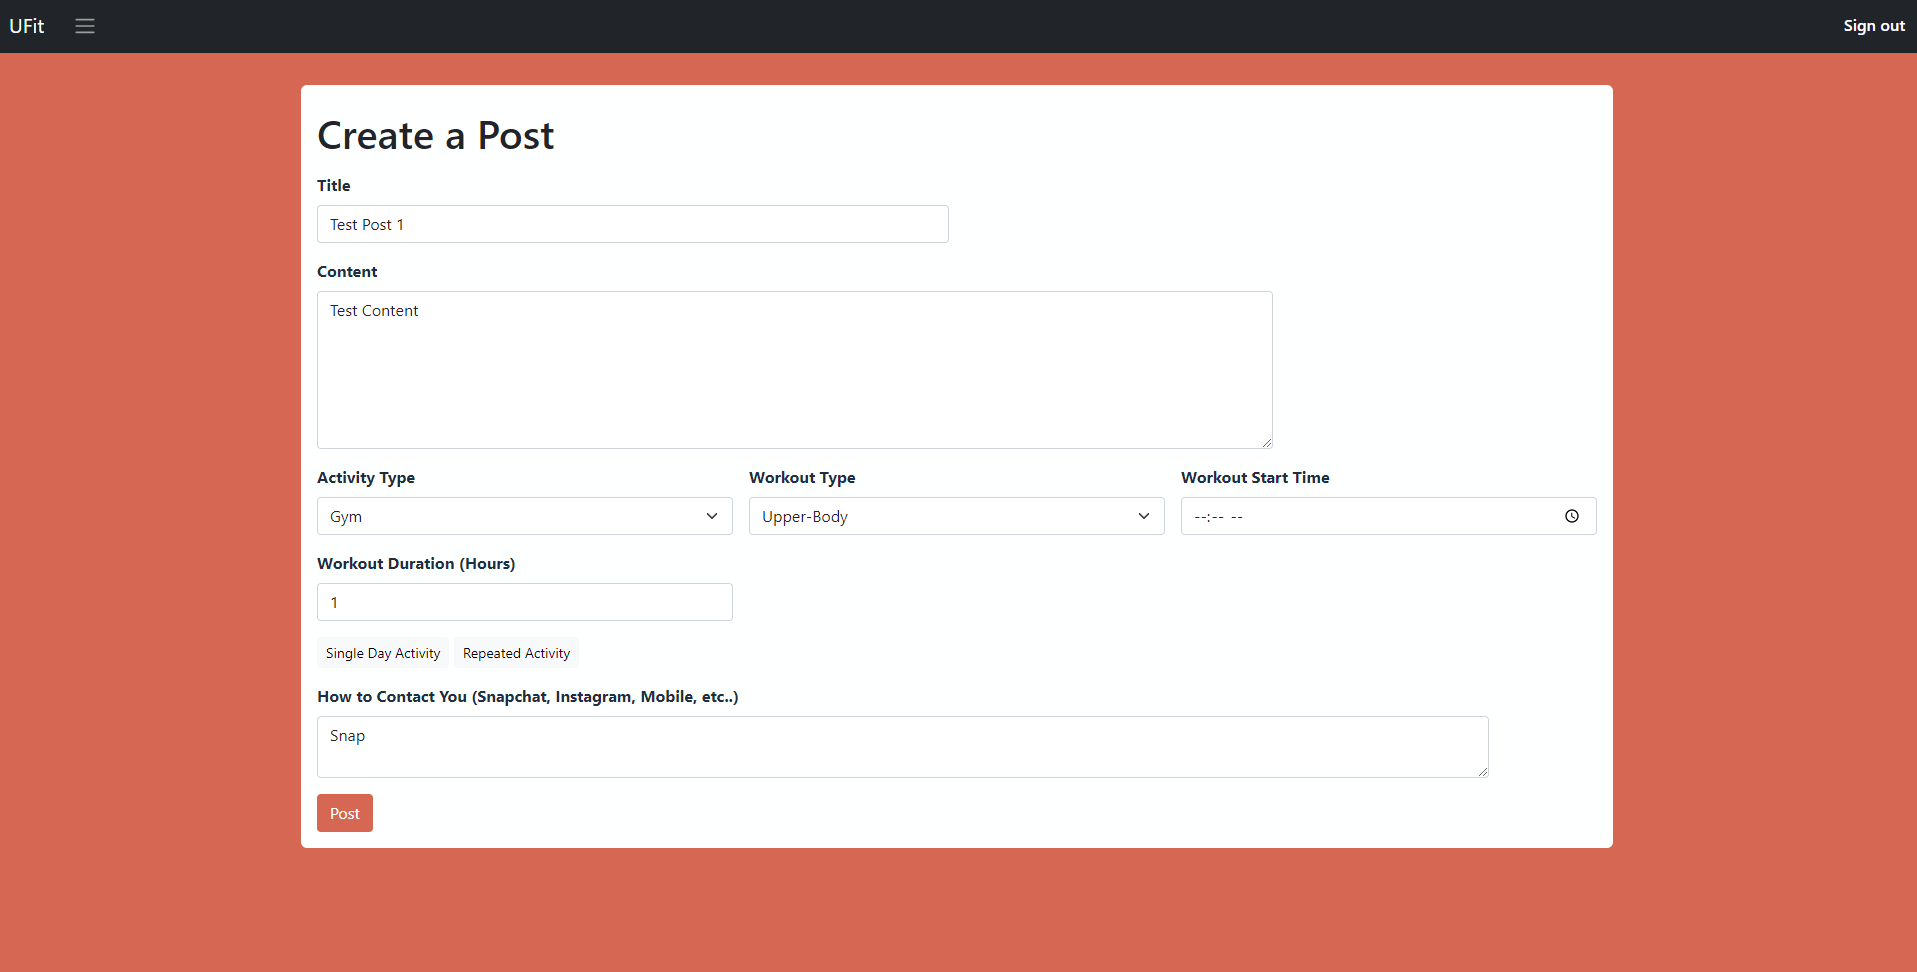 UFit
Sign out
Create a Post
Title
Test Post 1
Content
Test Content
Activity Type
Workout Type
Workout Start Time
Gym
Upper-Body
--:-- --
Workout Duration (Hours)
1
Single Day Activity
Repeated Activity
How to Contact You (Snapchat, Instagram, Mobile, etc..)
Snap
Post